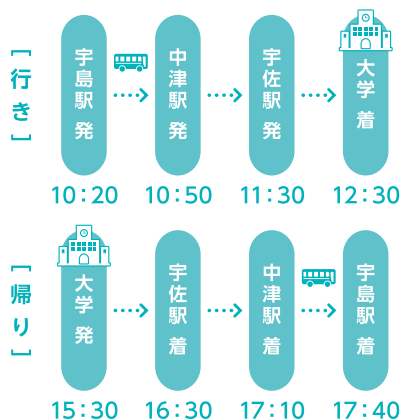 [行き]
宇島駅 発
中津駅 発
宇佐駅 発
大学 着
10:20
10:50
11:30
12:30
[帰り]
大学 発
宇佐駅 着
中津駅 着
宇島駅 着
15:30
16:30
17:10
17:40